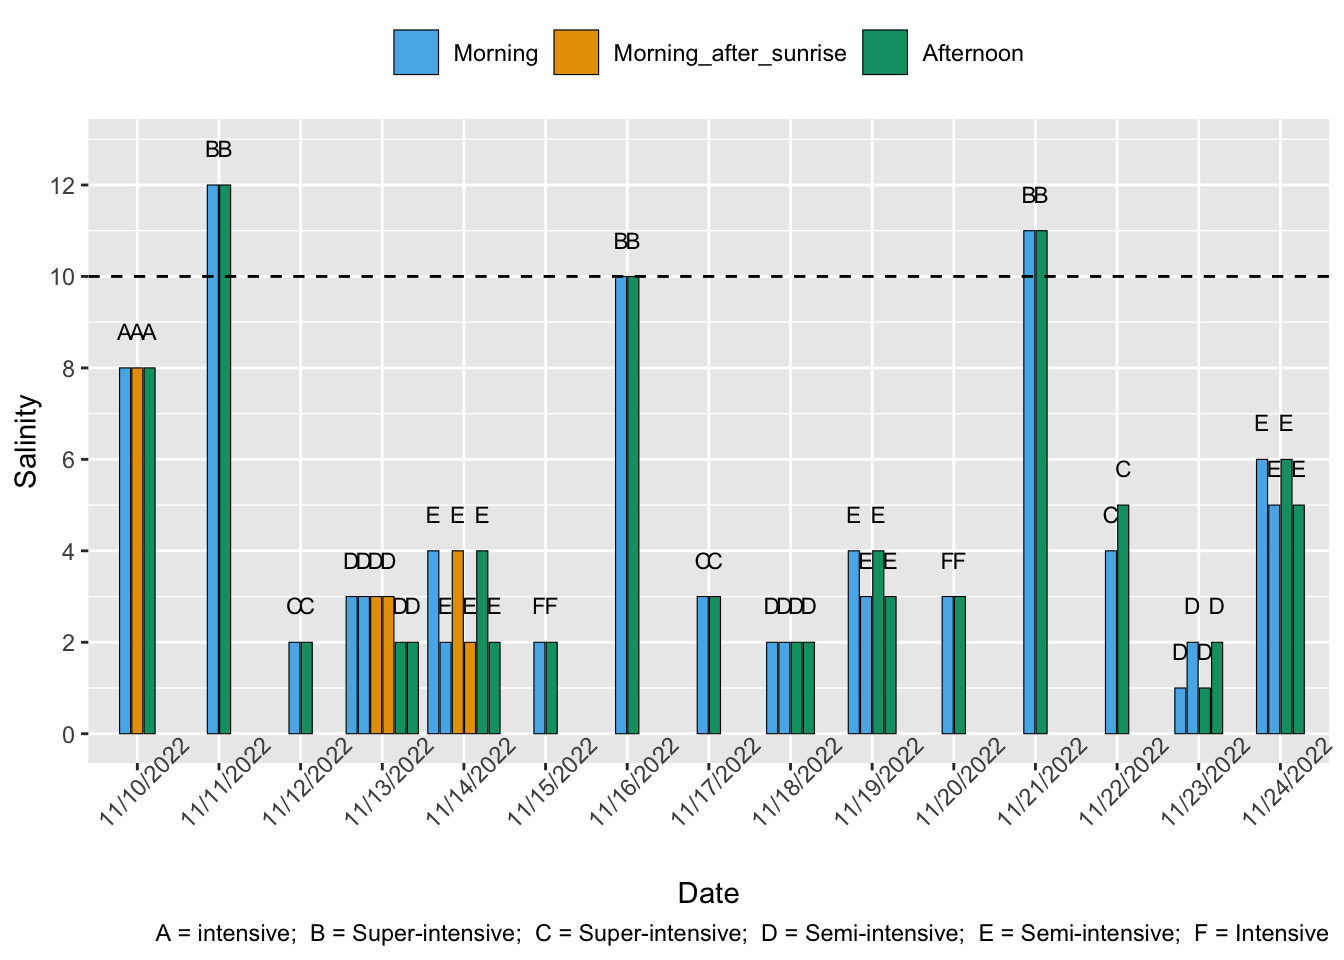 Morning Morning_after_sunrise Afternoon
BB
BB
12
BB
10
AAA
8
E E
Salinity
6
C E E
E E E C E E
4
DDDD CC E E FF
CC DD E E FF DDDD D D
2
D D
0
11/10/2022 11/11/2022 11/12/2022 11/13/2022 11/14/2022 11/15/2022 11/16/2022 11/17/2022 11/18/2022 11/19/2022 11/20/2022 11/21/2022 11/22/2022 11/23/2022 11/24/2022
Date
A = intensive; B = Super-intensive; C = Super-intensive; D = Semi-intensive; E = Semi-intensive; F = Intensive